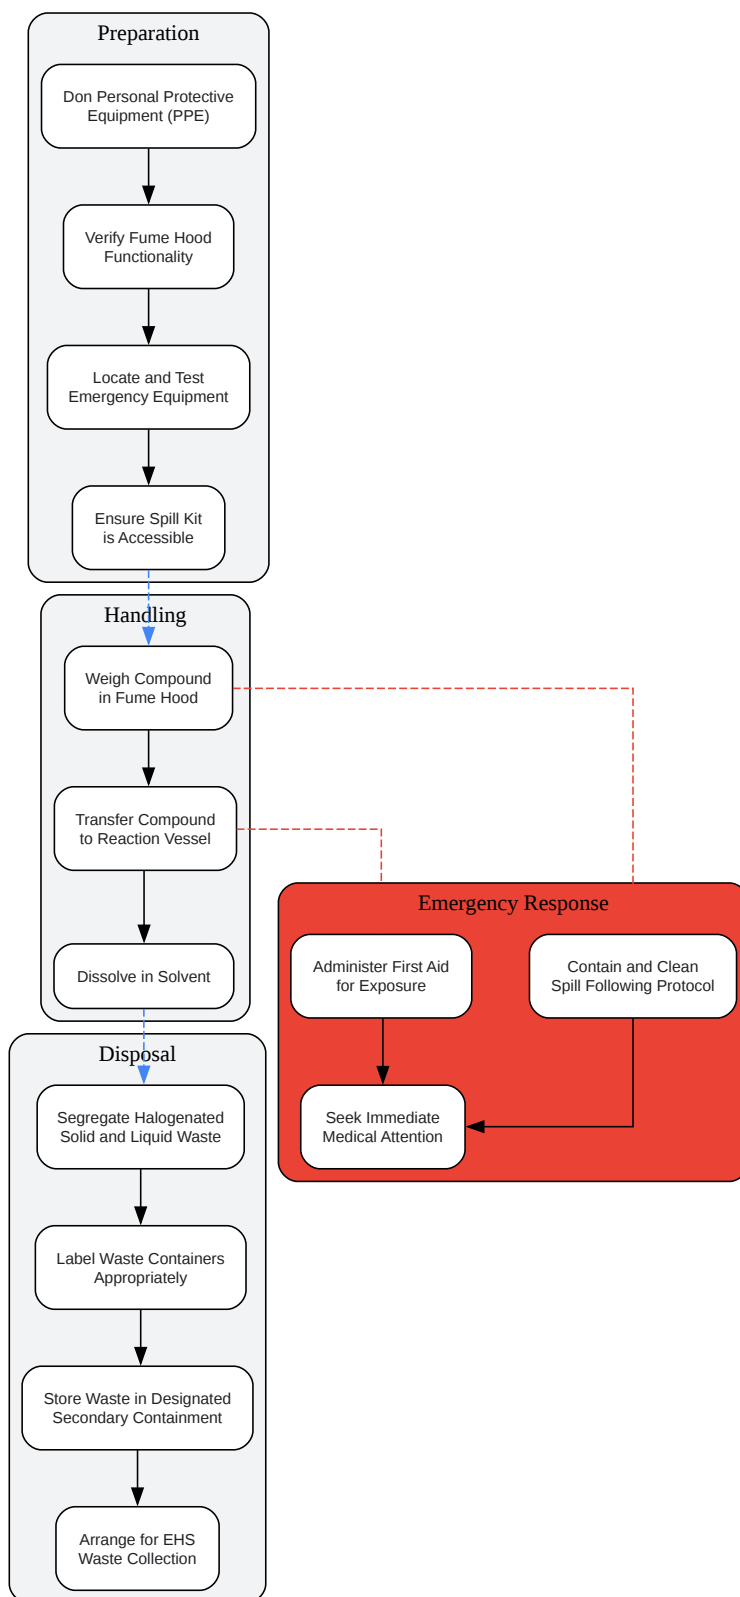 Preparation
Don Personal Protective
Equipment (PPE)
Verify Fume Hood
Functionality
Locate and Test
Emergency Equipment
Ensure Spill Kit
is Accessible
Handling
Weigh Compound
in Fume Hood
Transfer Compound
to Reaction Vessel
Dissolve in Solvent
Emergency Response
Administer First Aid
for Exposure
Contain and Clean
Spill Following Protocol
Seek Immediate
Medical Attention
Disposal
Segregate Halogenated
Solid and Liquid Waste
Label Waste Containers
Appropriately
Store Waste in Designated
Secondary Containment
Arrange for EHS
Waste Collection